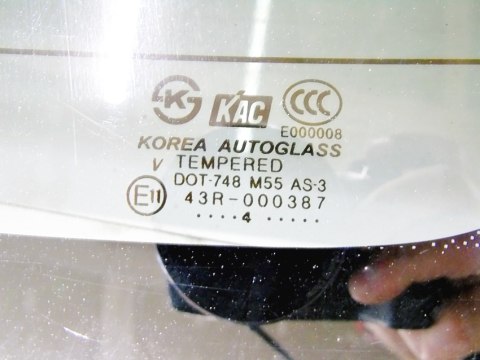 K KAC CCC
E000008
KOREA AUTOGLASS
V TEMPERED
DOT-748 M55 AS-3
E11 43R-000387
.... 4 .....